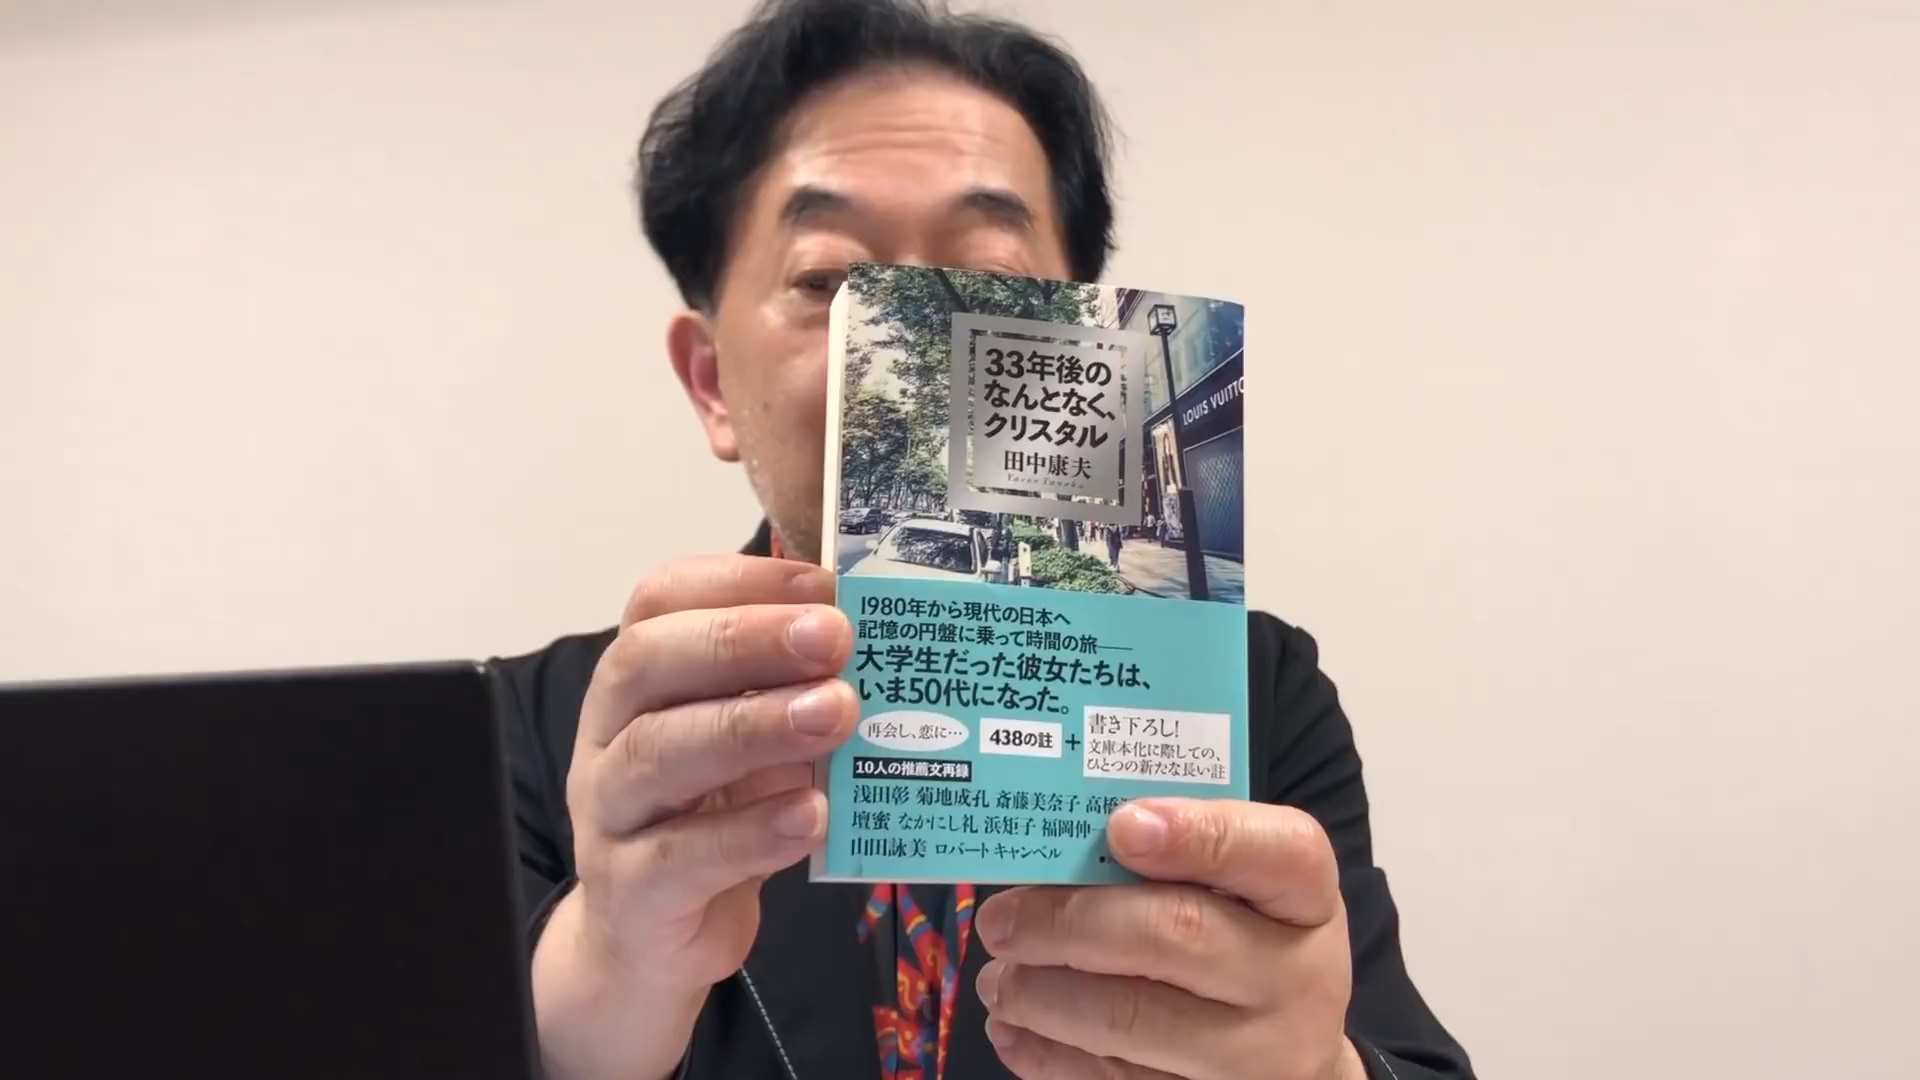 33年後の
なんとなく、
クリスタル
田中康夫
Yasuo Tanaka
LOUIS VUITTO
1980年から現代の日本へ
記憶の円盤に乗って時間の旅――
大学生だった彼女たちは、
いま50代になった。
再会し、恋に…
438の註
+
書き下ろし!
文庫本化に際しての、
ひとつの新たな長い註
10人の推薦文再録
浅田彰 菊地成孔 斎藤美奈子 高橋
壇蜜 なかにし礼 浜矩子 福岡伸一
山田詠美 ロバート キャンベル